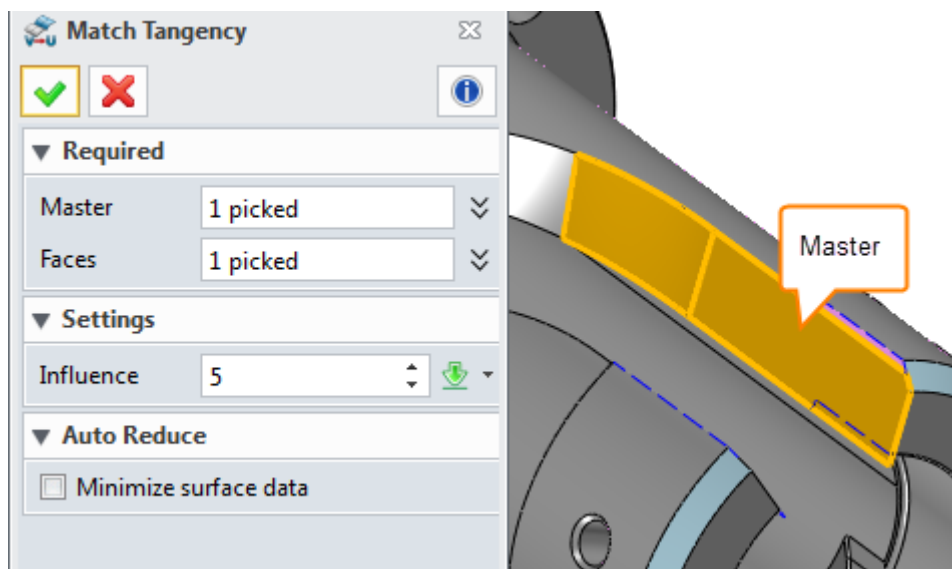 Match Tangency
Required
Master 1 picked
Faces 1 picked
Settings
Influence 5
Auto Reduce
Minimize surface data
Master